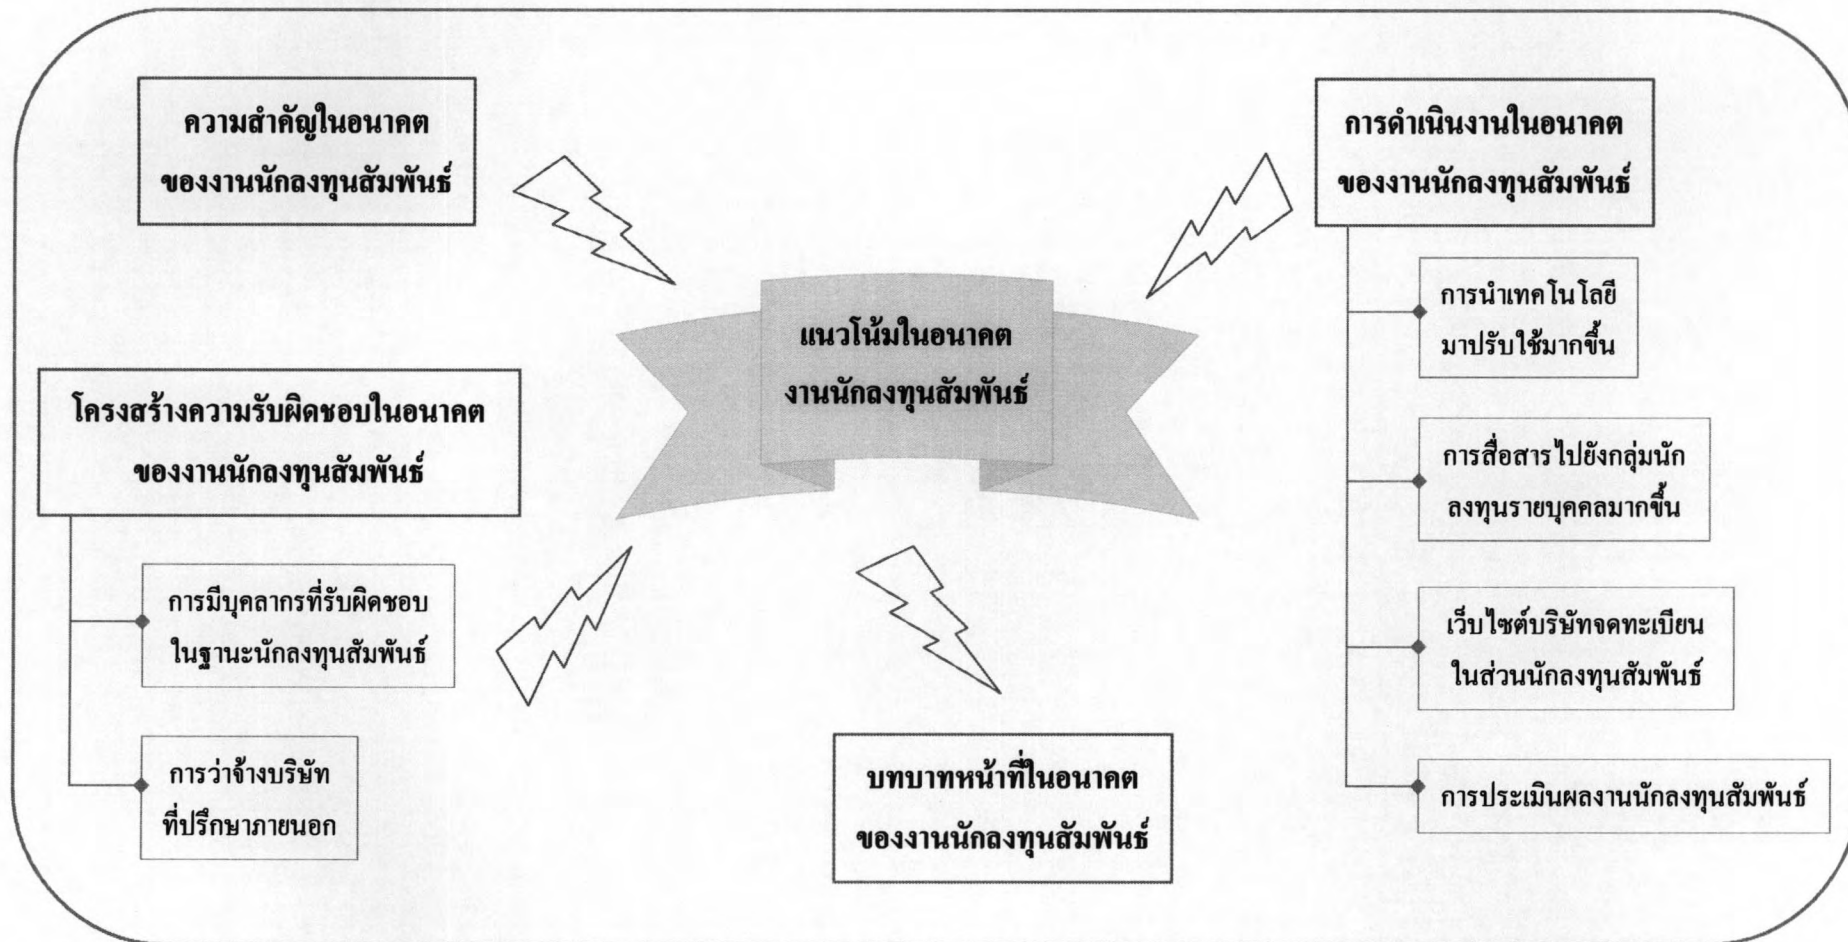 ความสำคัญในอนาคต
ของงานนักลงทุนสัมพันธ์
การดำเนินงานในอนาคต
ของงานนักลงทุนสัมพันธ์
แนวโน้มในอนาคต
งานนักลงทุนสัมพันธ์
การนำเทคโนโลยี
มาปรับใช้มากขึ้น
โครงสร้างความรับผิดชอบในอนาคต
ของงานนักลงทุนสัมพันธ์
การสื่อสารไปยังกลุ่มนัก
ลงทุนรายบุคคลมากขึ้น
การมีบุคลากรที่รับผิดชอบ
ในฐานะนักลงทุนสัมพันธ์
เว็บไซต์บริษัทจดทะเบียน
ในส่วนนักลงทุนสัมพันธ์
การว่าจ้างบริษัท
ที่ปรึกษาภายนอก
บทบาทหน้าที่ในอนาคต
ของงานนักลงทุนสัมพันธ์
การประเมินผลงานนักลงทุนสัมพันธ์